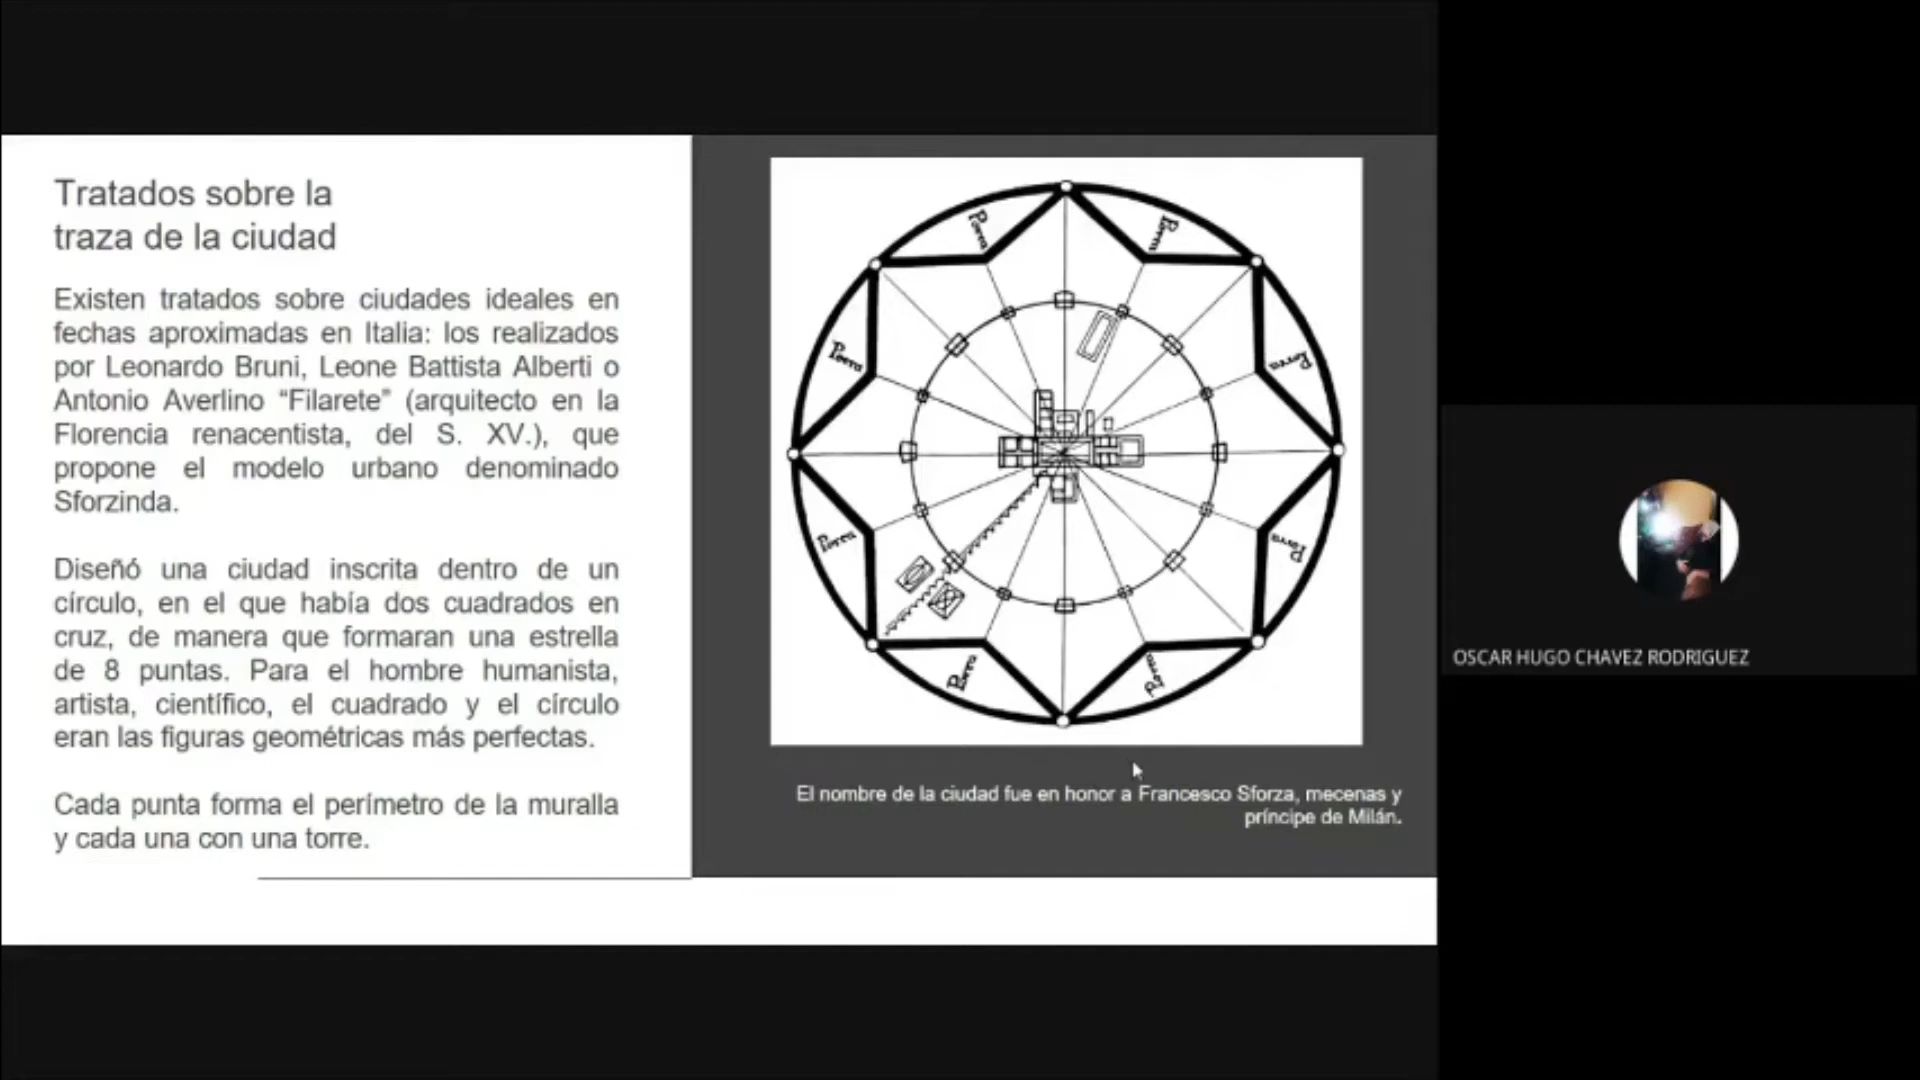 Tratados sobre la
traza de la ciudad
Existen tratados sobre ciudades ideales en
fechas aproximadas en Italia: los realizados
por Leonardo Bruni, Leone Battista Alberti o
Antonio Averlino “Filarete” (arquitecto en la
Florencia renacentista, del S. XV.), que
propone el modelo urbano denominado
Sforzinda.
Diseñó una ciudad inscrita dentro de un
círculo, en el que había dos cuadrados en
cruz, de manera que formaran una estrella
de 8 puntas. Para el hombre humanista,
artista, científico, el cuadrado y el círculo
eran las figuras geométricas más perfectas.
Cada punta forma el perímetro de la muralla
y cada una con una torre.
El nombre de la ciudad fue en honor a Francesco Sforza, mecenas y
príncipe de Milán.
OSCAR HUGO CHAVEZ RODRIGUEZ